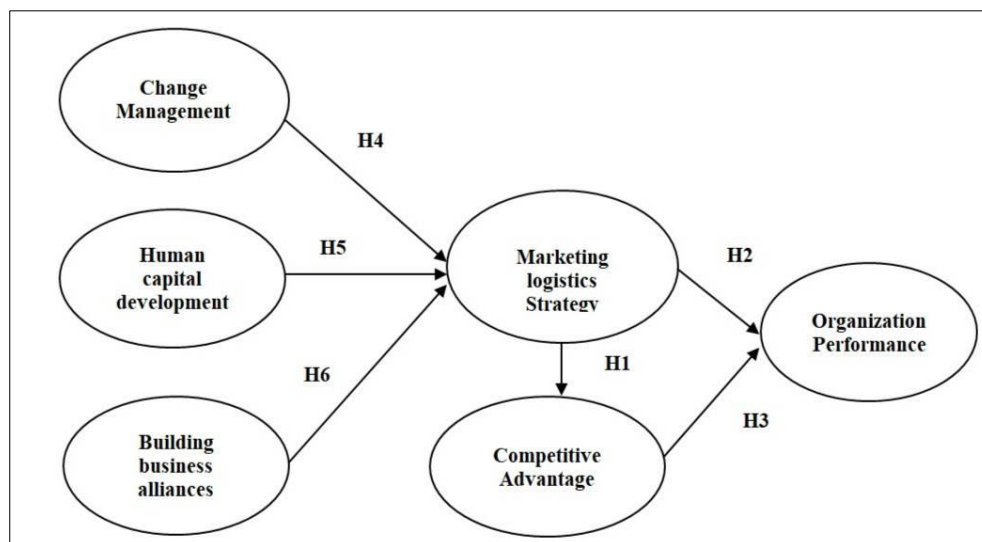 Change
Management
H4
Human
capital
development
H5
Marketing
logistics
Strategy
H2
Organization
Performance
H6
H1
Building
business
alliances
Competitive
Advantage
H3